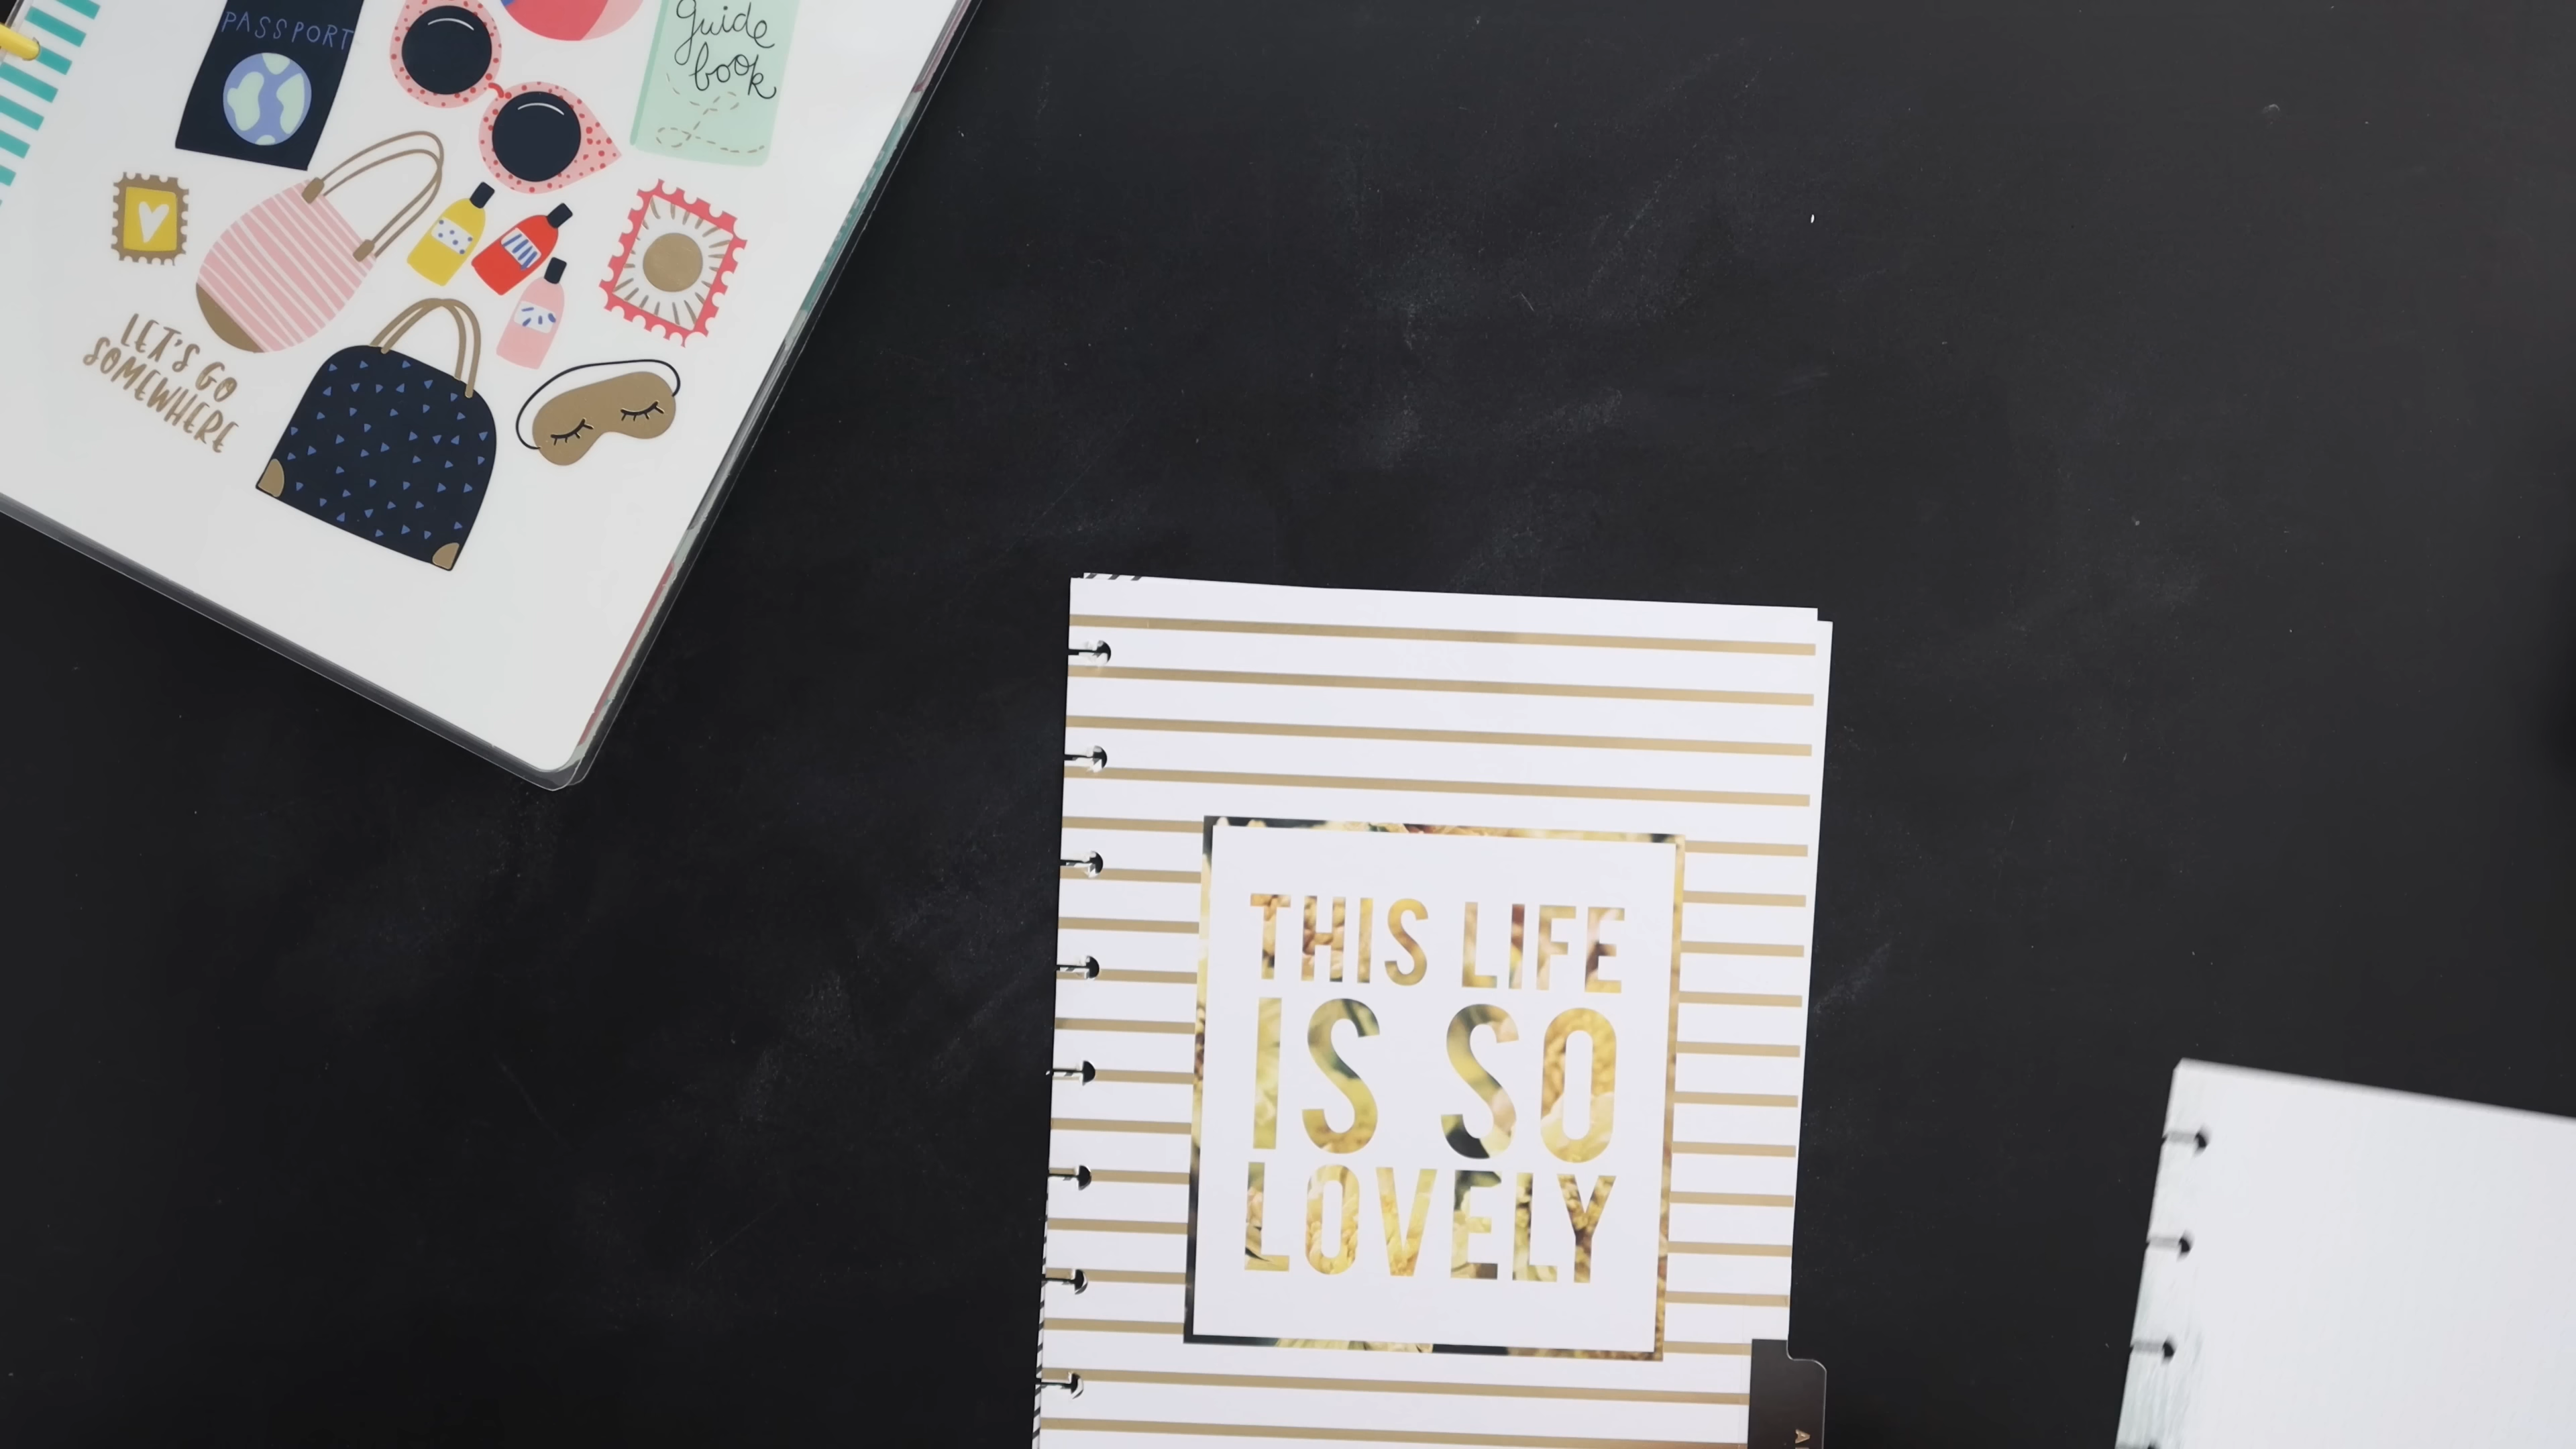 PASSPORT
guide
book
LET'S GO
SOMEWHERE
THIS LIFE
IS SO
LOVELY